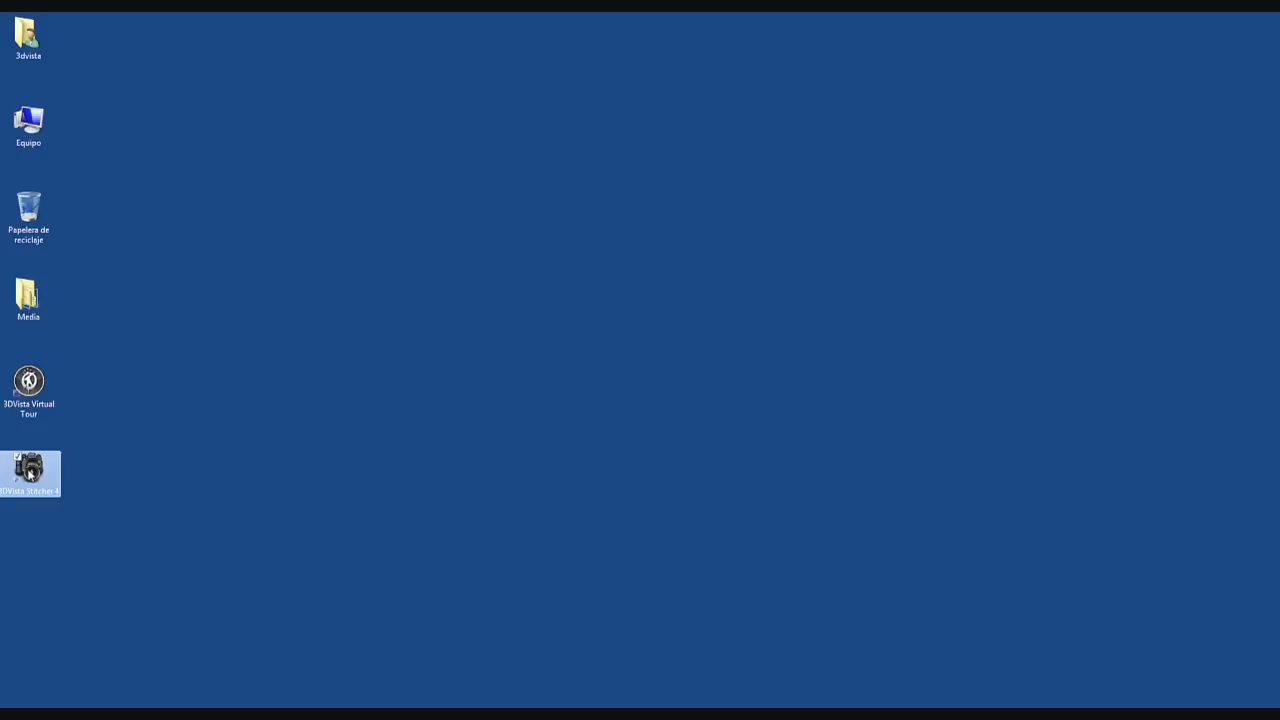 3dvista
Equipo
Papelera de
reciclaje
Media
3DVista Virtual
Tour
3DVista Stitcher 4